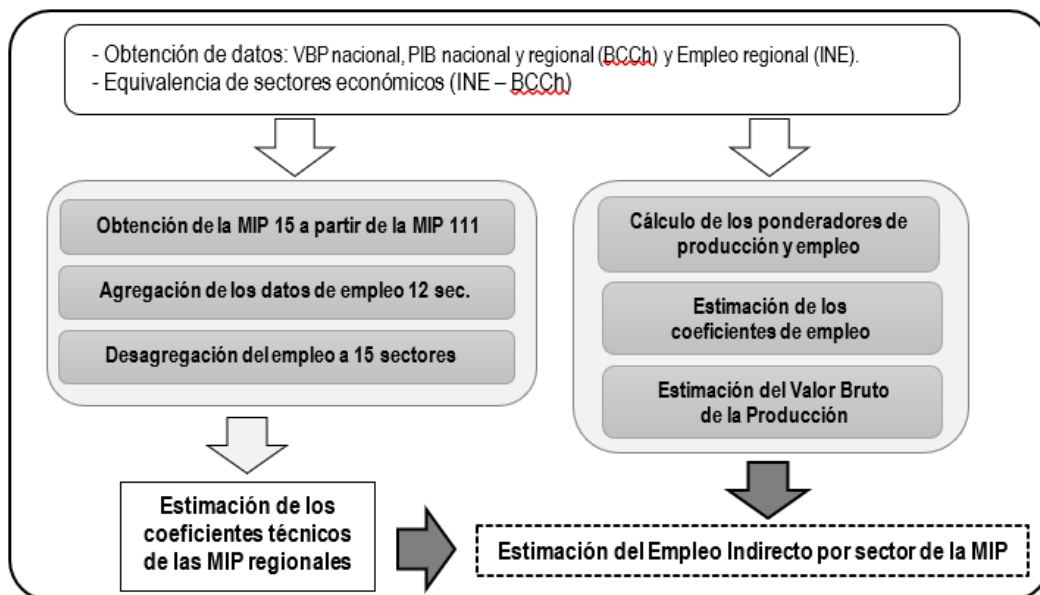 - Obtención de datos: VBP nacional, PIB nacional y regional (BCCh) y Empleo regional (INE).
- Equivalencia de sectores económicos (INE – BCCh)
Obtención de la MIP 15 a partir de la MIP 111
Agregación de los datos de empleo 12 sec.
Desagregación del empleo a 15 sectores
Cálculo de los ponderadores de
producción y empleo
Estimación de los
coeficientes de empleo
Estimación del Valor Bruto
de la Producción
Estimación de los
coeficientes técnicos
de las MIP regionales
Estimación del Empleo Indirecto por sector de la MIP